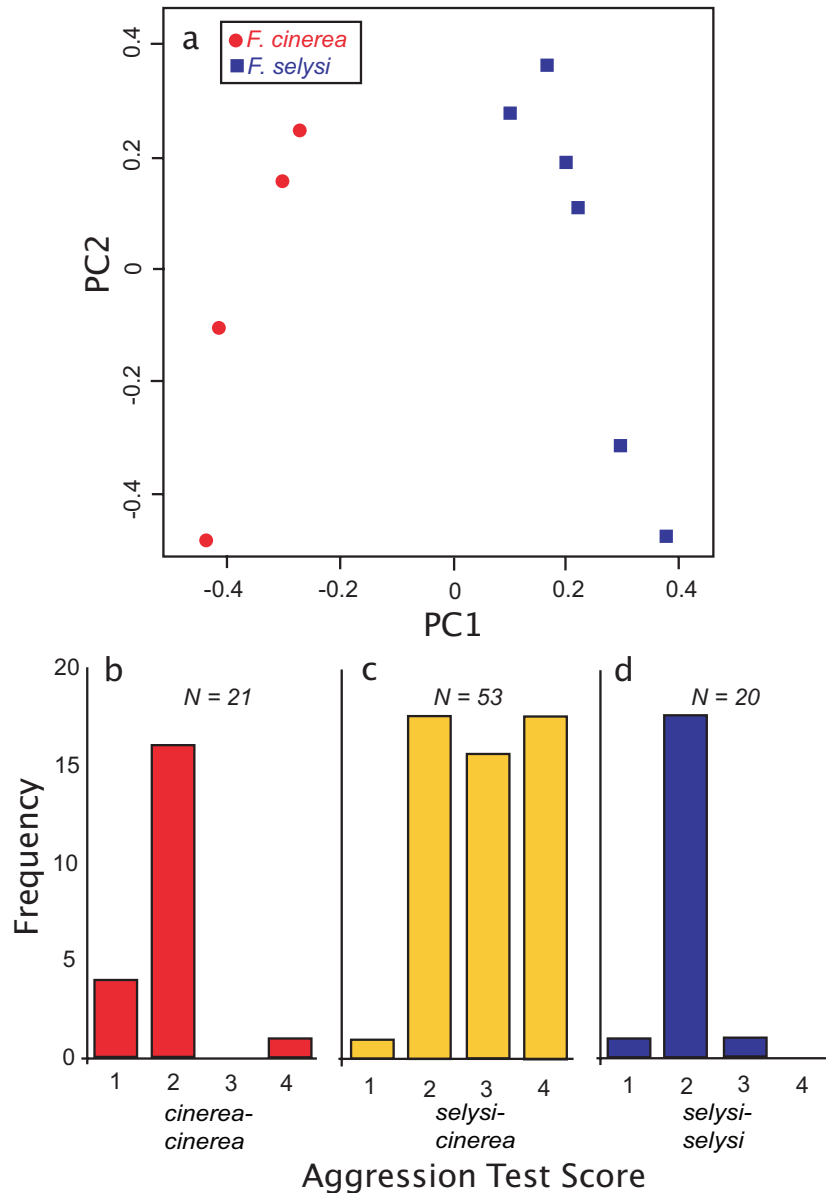 a
F. cinerea
F. selysi
0.4
0.2
0
-0.2
-0.4
PC2
-0.4
-0.2
0
0.2
0.4
PC1
20
15
10
5
0
Frequency
b
N = 21
1 2 3 4
cinerea-
cinerea
c
N = 53
1 2 3 4
selysi-
cinerea
d
N = 20
1 2 3 4
selysi-
selysi
Aggression Test Score